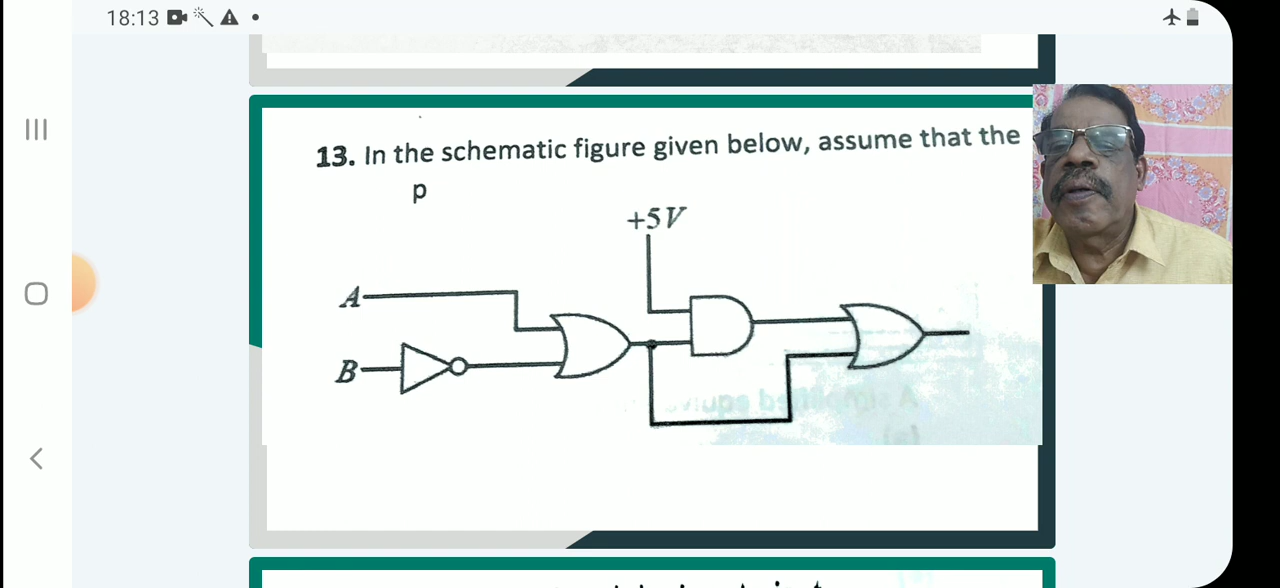 18:13
13. In the schematic figure given below, assume that the
p
+5V
A
B